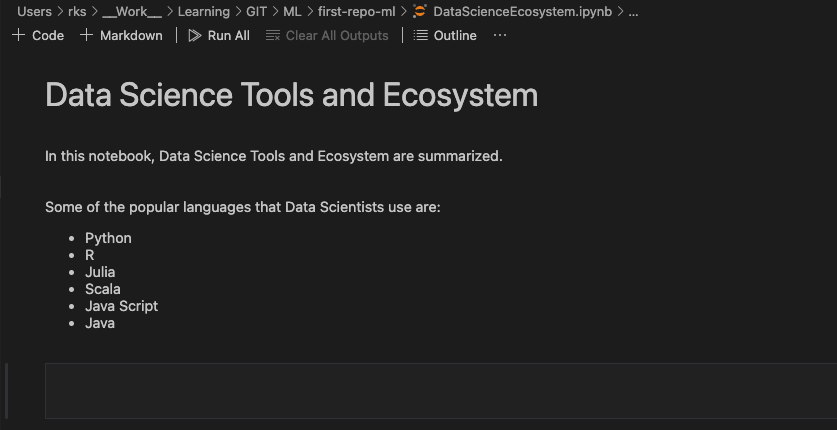 Users > rks > __Work__ > Learning > GIT > ML > first-repo-ml > DataScienceEcosystem.ipynb > ...
+ Code + Markdown | Run All Clear All Outputs | Outline ...
Data Science Tools and Ecosystem
In this notebook, Data Science Tools and Ecosystem are summarized.
Some of the popular languages that Data Scientists use are:
• Python
• R
• Julia
• Scala
• Java Script
• Java